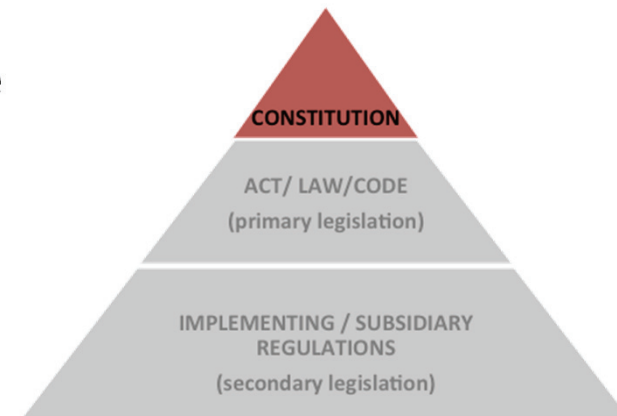 CONSTITUTION
ACT/ LAW/CODE
(primary legislation)
IMPLEMENTING / SUBSIDIARY
REGULATIONS
(secondary legislation)